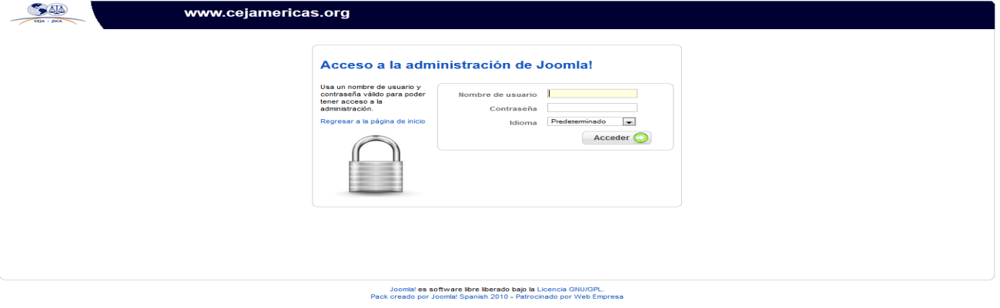 CEJA - JSCA
www.cejamericas.org
Acceso a la administración de Joomla!
Usa un nombre de usuario y
contraseña válido para poder
tener acceso a la
administración.
Regresar a la página de inicio
Nombre de usuario
Contraseña
Idioma Predeterminado
Acceder
Joomla! es software libre liberado bajo la Licencia GNU/GPL.
Pack creado por Joomla! Spanish 2010 - Patrocinado por Web Empresa